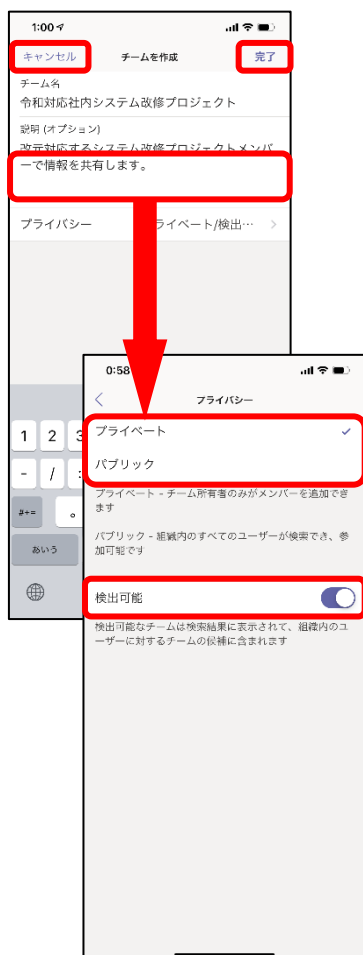 1:00
キャンセル チームを作成 完了
チーム名
令和対応社内システム改修プロジェクト
説明 (オプション)
改元対応するシステム改修プロジェクトメンバ
ーで情報を共有します。
プライバシー ライベート/検出… >
1 2 3
- / :
#+= 。
あいう
0:58
< プライバシー
プライベート ✓
パブリック
プライベート - チーム所有者のみがメンバーを追加でき
ます
パブリック - 組織内のすべてのユーザーが検索でき、参
加可能です
検出可能
検出可能なチームは検索結果に表示されて、組織内のユ
ーザーに対するチームの候補に含まれます